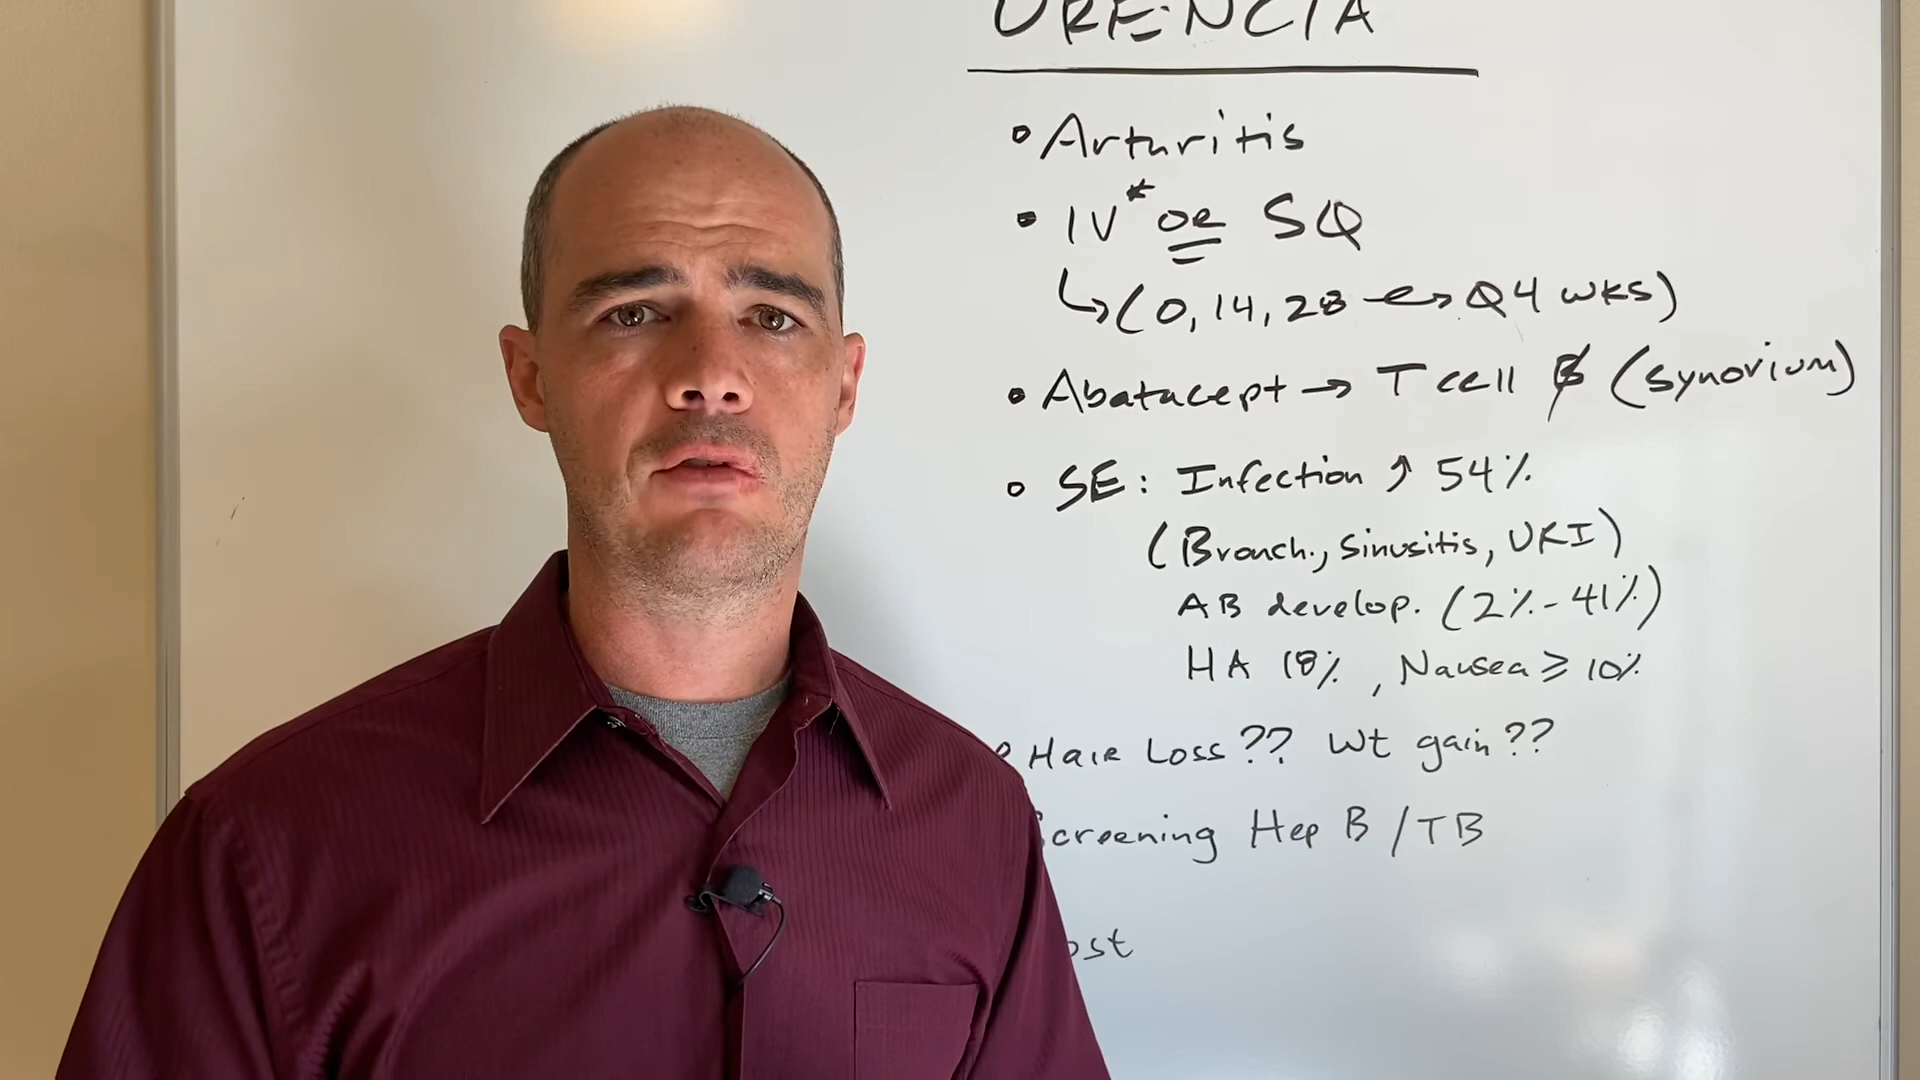 ORENCIA
• Arthritis
• IV* or SQ
↳ (0, 14, 28 → Q4 wks)
• Abatacept → T cell (synovium)
• SE: Infection ↑ 54%
(Bronch., Sinusitis, URI)
AB develop. (2% - 41%)
HA 18%, Nausea ≥ 10%
• Hair Loss?? Wt gain??
creening Hep B / TB
ost